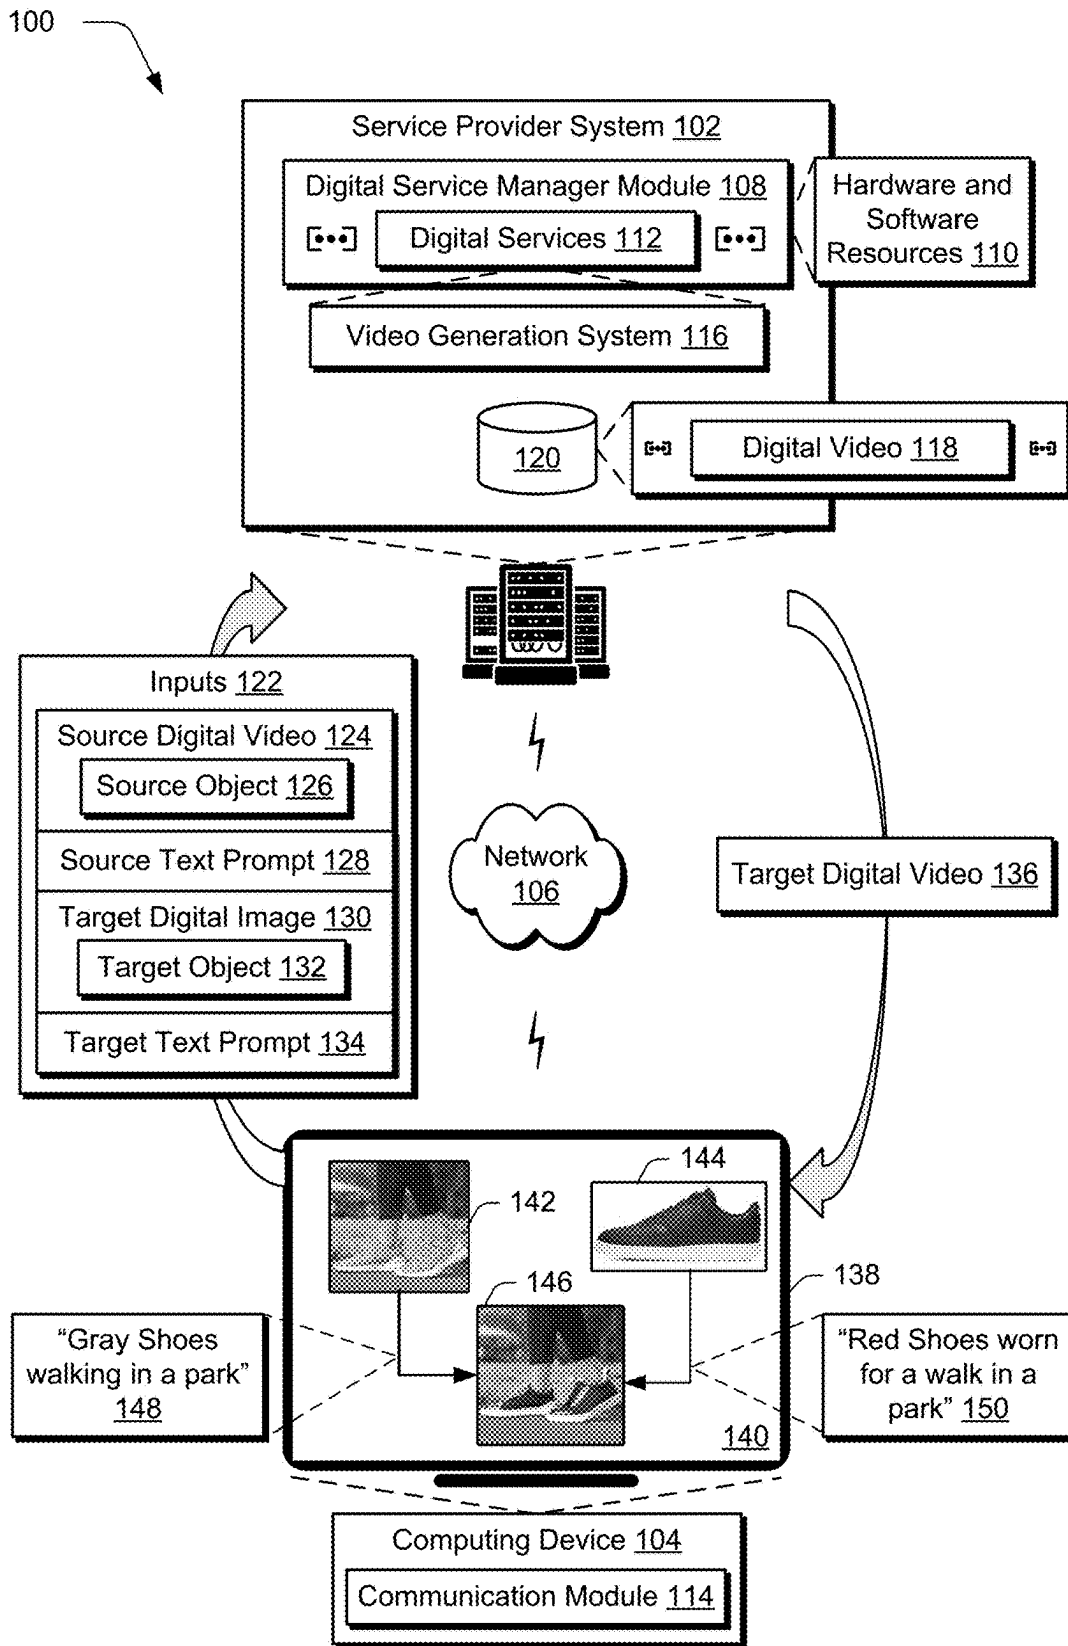 100
Service Provider System 102
Digital Service Manager Module 108
Digital Services 112
Hardware and
Software
Resources 110
Video Generation System 116
120
Digital Video 118
Inputs 122
Source Digital Video 124
Source Object 126
Source Text Prompt 128
Target Digital Image 130
Target Object 132
Target Text Prompt 134
Network
106
Target Digital Video 136
142
144
146
138
“Gray Shoes
walking in a park”
148
“Red Shoes worn
for a walk in a
park” 150
140
Computing Device 104
Communication Module 114